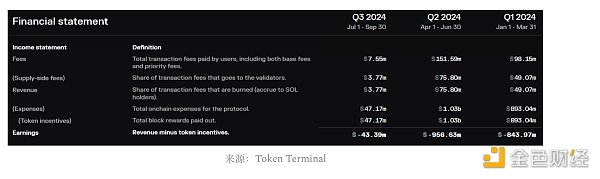 Financial statement Q3 2024 Q2 2024 Q1 2024
Jul 1 - Sep 30 Apr 1 - Jun 30 Jan 1 - Mar 31
Income statement Definition
Fees Total transaction fees paid by users, including both base fees $7.55m $151.59m $98.15m
and priority fees.
(Supply-side fees) Share of transaction fees that goes to the validators. $3.77m $75.80m $49.07m
Revenue Share of transaction fees that are burned (accrue to SOL $3.77m $75.80m $49.07m
holders).
(Expenses) Total onchain expenses for the protocol. $47.17m $1.03b $893.04m
(Token incentives) Total block rewards paid out. $47.17m $1.03b $893.04m
Earnings Revenue minus token incentives. $-43.39m $-956.63m $-843.97m
来源：Token Terminal
金色财经